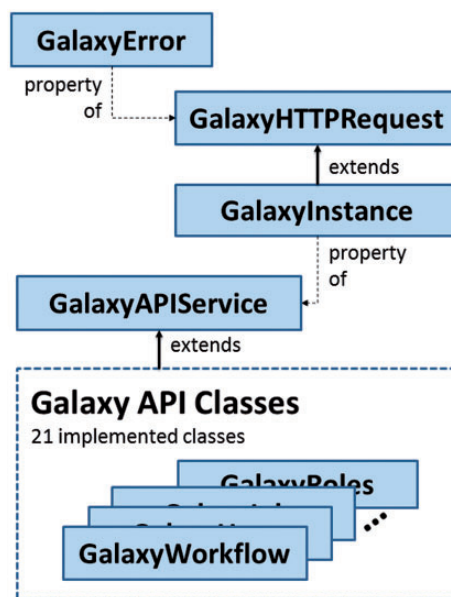 GalaxyError
property
of
GalaxyHTTPRequest
extends
GalaxyInstance
property
of
GalaxyAPIService
extends
Galaxy API Classes
21 implemented classes
GalaxyRoles
GalaxyWorkflow